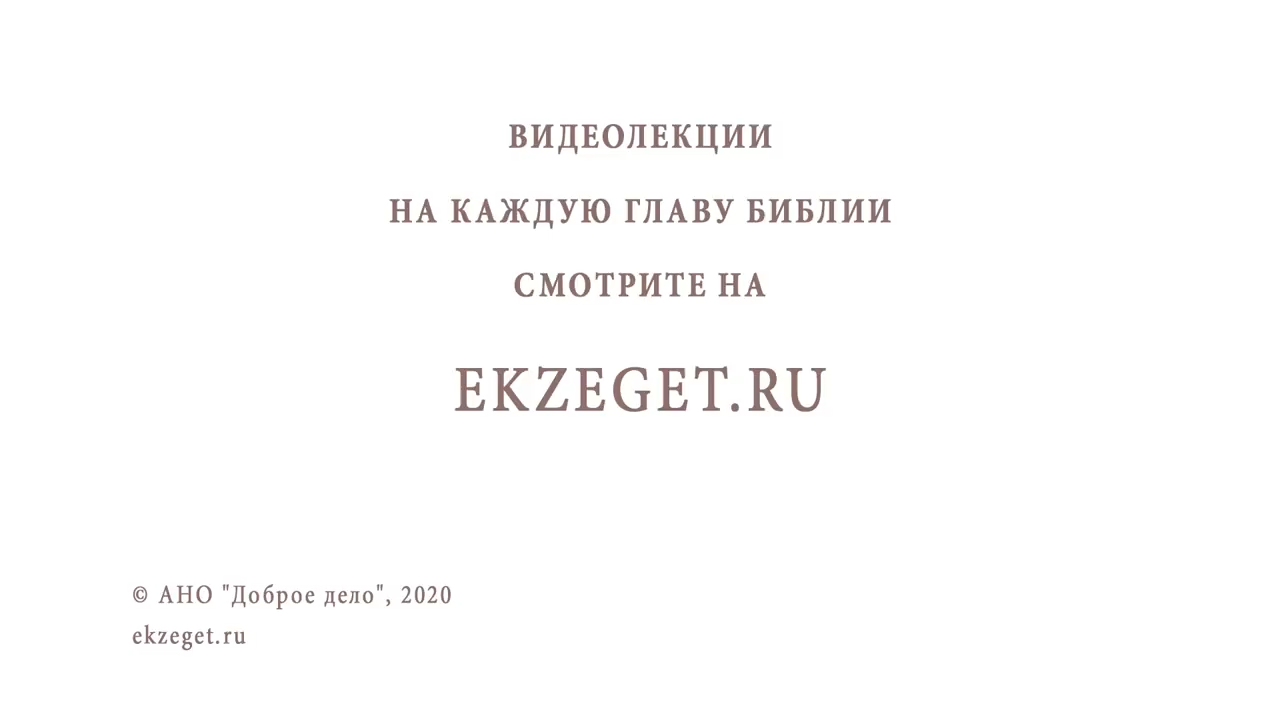 ВИДЕОЛЕКЦИИ
НА КАЖДУЮ ГЛАВУ БИБЛИИ
СМОТРИТЕ НА
EKZEGET.RU
© АНО "Доброе дело", 2020
ekzeget.ru